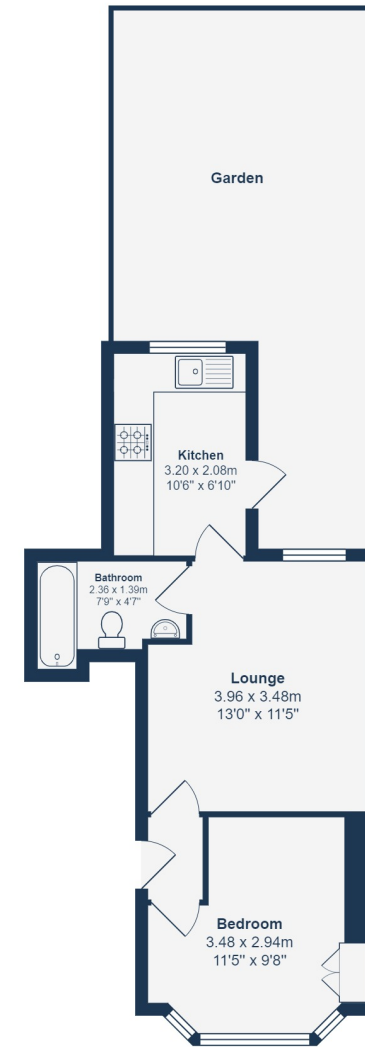 Garden
Kitchen
3.20 x 2.08m
10'6" x 6'10"
Bathroom
2.36 x 1.39m
7'9" x 4'7"
Lounge
3.96 x 3.48m
13'0" x 11'5"
Bedroom
3.48 x 2.94m
11'5" x 9'8"